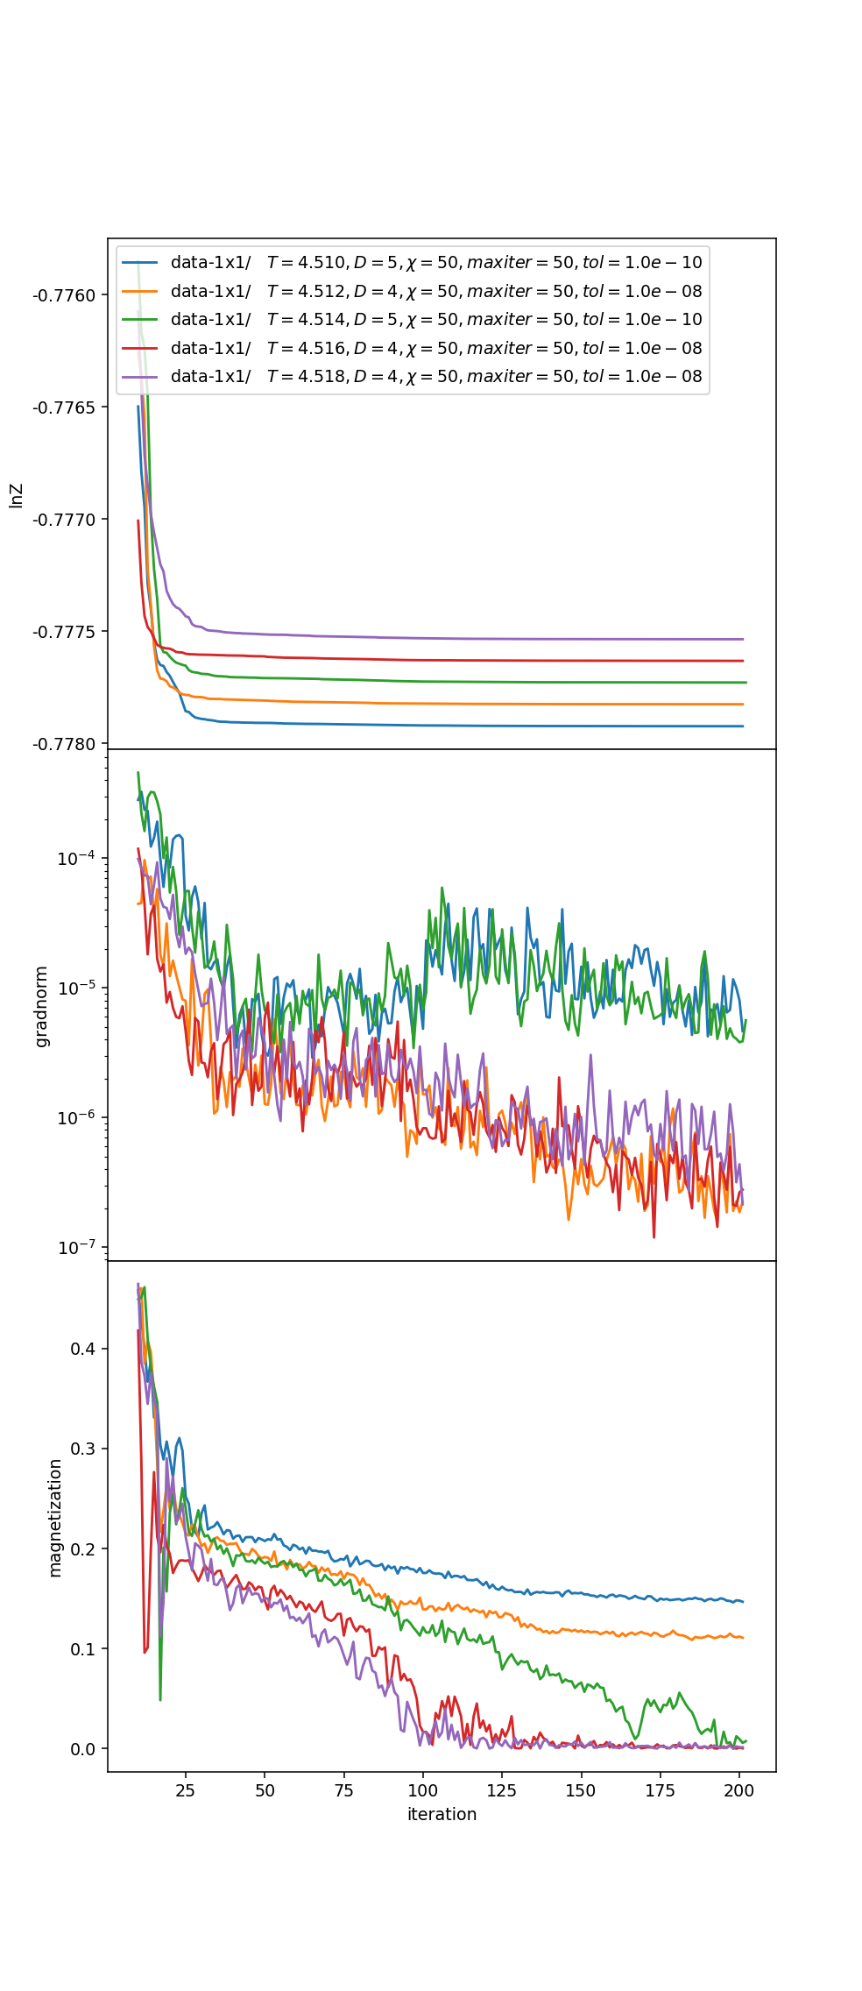 data-1x1/ T = 4.510, D = 5, χ = 50, maxiter = 50, tol = 1.0e − 10
data-1x1/ T = 4.512, D = 4, χ = 50, maxiter = 50, tol = 1.0e − 08
data-1x1/ T = 4.514, D = 5, χ = 50, maxiter = 50, tol = 1.0e − 10
data-1x1/ T = 4.516, D = 4, χ = 50, maxiter = 50, tol = 1.0e − 08
data-1x1/ T = 4.518, D = 4, χ = 50, maxiter = 50, tol = 1.0e − 08
-0.7760
-0.7765
-0.7770
-0.7775
-0.7780
lnZ
10⁻⁴
10⁻⁵
10⁻⁶
10⁻⁷
gradnorm
0.4
0.3
0.2
0.1
0.0
magnetization
25 50 75 100 125 150 175 200
iteration